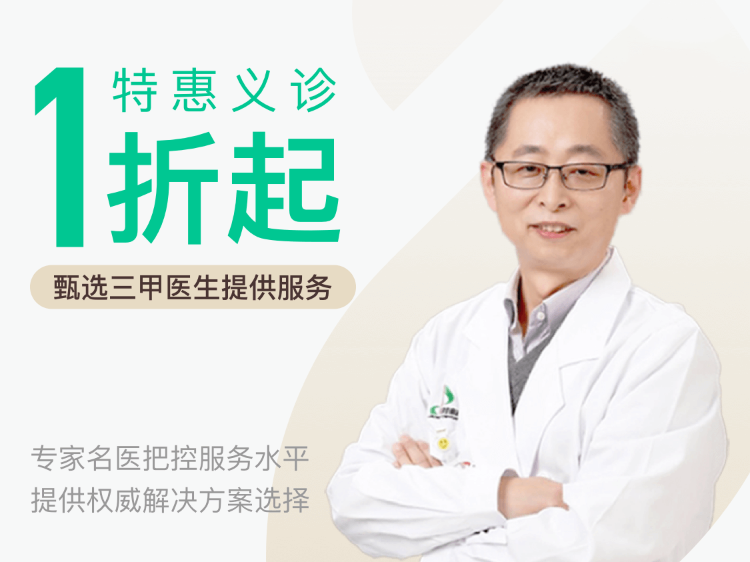 特惠义诊
1折起
甄选三甲医生提供服务
专家名医把控服务水平
提供权威解决方案选择